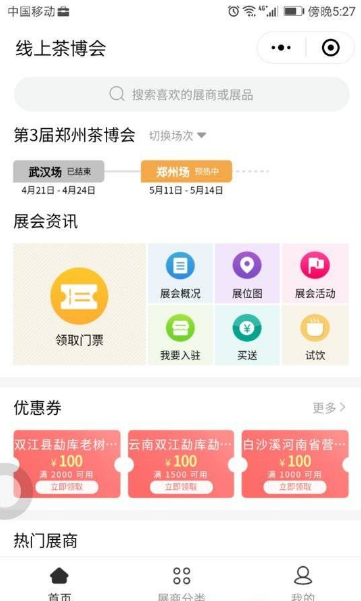 中国移动 傍晚5:27
线上茶博会
搜索喜欢的展商或展品
第3届郑州茶博会 切换场次
武汉场 已结束 郑州场 预热中
4月21日 - 4月24日 5月11日 - 5月14日
展会资讯
领取门票
展会概况 展位图 展会活动
我要入驻 买送 试饮
优惠券 更多
双江县勐库老树… 云南双江勐库勐… 白沙溪河南省营…
¥100 ¥100 ¥100
满 2000 可用 满 1500 可用 满 1000 可用
立即领取 立即领取 立即领取
热门展商
首页 展商分类 我的